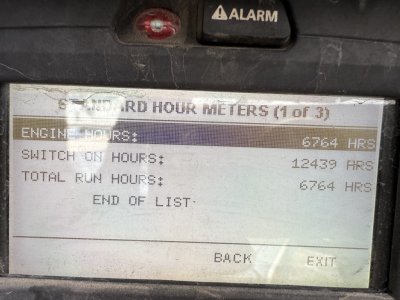 ALARM
STANDARD HOUR METERS (1 of 3)
ENGINE HOURS: 6764 HRS
SWITCH ON HOURS: 12439 HRS
TOTAL RUN HOURS: 6764 HRS
END OF LIST
BACK EXIT